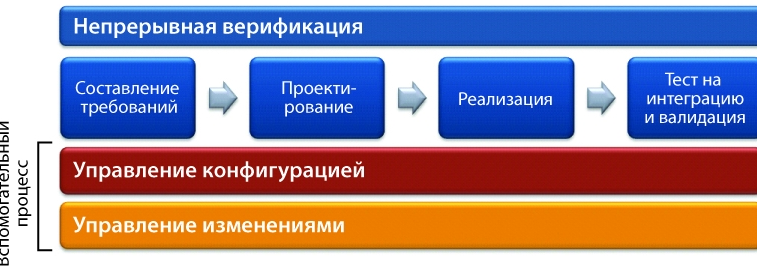 Непрерывная верификация
Составление
требований
Проекти-
рование
Реализация
Тест на
интеграцию
и валидация
Вспомогательный
процесс
Управление конфигурацией
Управление изменениями